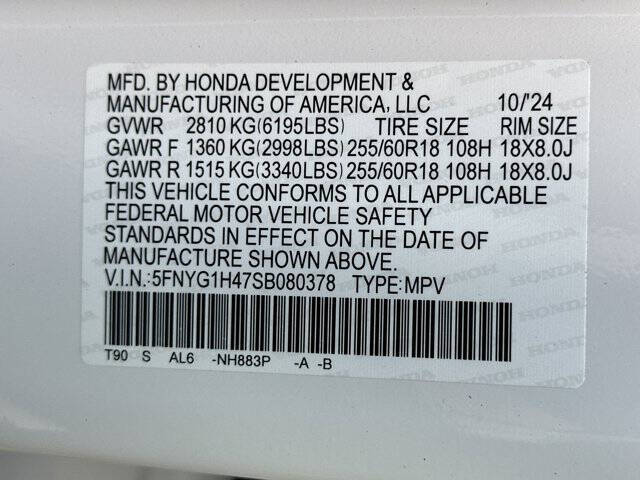 MFD. BY HONDA DEVELOPMENT &
MANUFACTURING OF AMERICA, LLC 10/'24
GVWR 2810 KG(6195LBS) TIRE SIZE RIM SIZE
GAWR F 1360 KG(2998LBS) 255/60R18 108H 18X8.0J
GAWR R 1515 KG(3340LBS) 255/60R18 108H 18X8.0J
THIS VEHICLE CONFORMS TO ALL APPLICABLE
FEDERAL MOTOR VEHICLE SAFETY
STANDARDS IN EFFECT ON THE DATE OF
MANUFACTURE SHOWN ABOVE.
V.I.N.:5FNYG1H47SB080378 TYPE:MPV
T90 S AL6 -NH883P -A -B